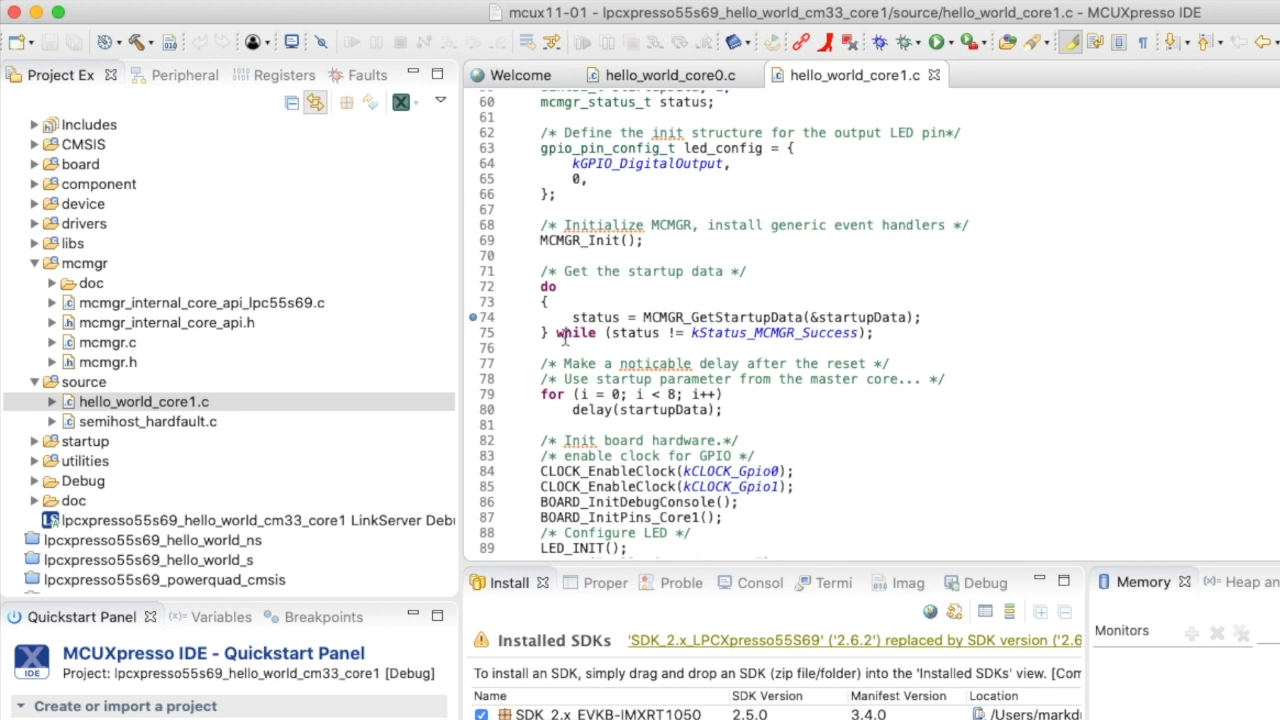 mcux11-01 - lpcxpresso55s69_hello_world_cm33_core1/source/hello_world_core1.c - MCUXpresso IDE
Project Ex
Peripheral
Registers
Faults
Includes
CMSIS
board
component
device
drivers
libs
mcmgr
doc
mcmgr_internal_core_api_lpc55s69.c
mcmgr_internal_core_api.h
mcmgr.c
mcmgr.h
source
hello_world_core1.c
semihost_hardfault.c
startup
utilities
Debug
doc
lpcxpresso55s69_hello_world_cm33_core1 LinkServer Debu
lpcxpresso55s69_hello_world_ns
lpcxpresso55s69_hello_world_s
lpcxpresso55s69_powerquad_cmsis
Welcome
hello_world_core0.c
hello_world_core1.c
60 mcmgr_status_t status;
61
62 /* Define the init structure for the output LED pin*/
63 gpio_pin_config_t led_config = {
64 kGPIO_DigitalOutput,
65 0,
66 };
67
68 /* Initialize MCMGR, install generic event handlers */
69 MCMGR_Init();
70
71 /* Get the startup data */
72 do
73 {
74 status = MCMGR_GetStartupData(&startupData);
75 } while (status != kStatus_MCMGR_Success);
76
77 /* Make a noticable delay after the reset */
78 /* Use startup parameter from the master core... */
79 for (i = 0; i < 8; i++)
80 delay(startupData);
81
82 /* Init board hardware.*/
83 /* enable clock for GPIO */
84 CLOCK_EnableClock(kCLOCK_Gpio0);
85 CLOCK_EnableClock(kCLOCK_Gpio1);
86 BOARD_InitDebugConsole();
87 BOARD_InitPins_Core1();
88 /* Configure LED */
89 LED_INIT();
Quickstart Panel
Variables
Breakpoints
MCUXpresso IDE - Quickstart Panel
Project: lpcxpresso55s69_hello_world_cm33_core1 [Debug]
Create or import a project
Install
Proper
Proble
Consol
Termi
Imag
Debug
Installed SDKs
'SDK_2.x_LPCXpresso55S69' ('2.6.2') replaced by SDK version ('2.6
To install an SDK, simply drag and drop an SDK (zip file/folder) into the 'Installed SDKs' view. [Com
Name SDK Version Manifest Version Location
SDK_2.x_EVKB-IMXRT1050 2.5.0 3.4.0 /Users/markd
Memory
Heap an
Monitors